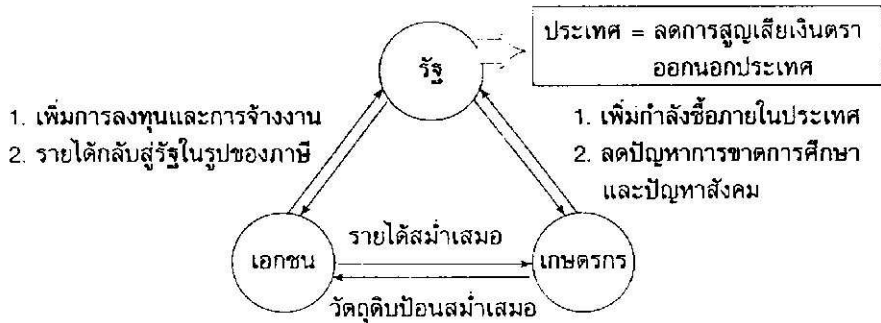 ประเทศ = ลดการสูญเสียเงินตรา
ออกนอกประเทศ
รัฐ
1. เพิ่มการลงทุนและการจ้างงาน
2. รายได้กลับสู่รัฐในรูปของภาษี
1. เพิ่มกำลังซื้อภายในประเทศ
2. ลดปัญหาการขาดการศึกษา
และปัญหาสังคม
เอกชน
รายได้สม่ำเสมอ
เกษตรกร
วัตถุดิบป้อนสม่ำเสมอ